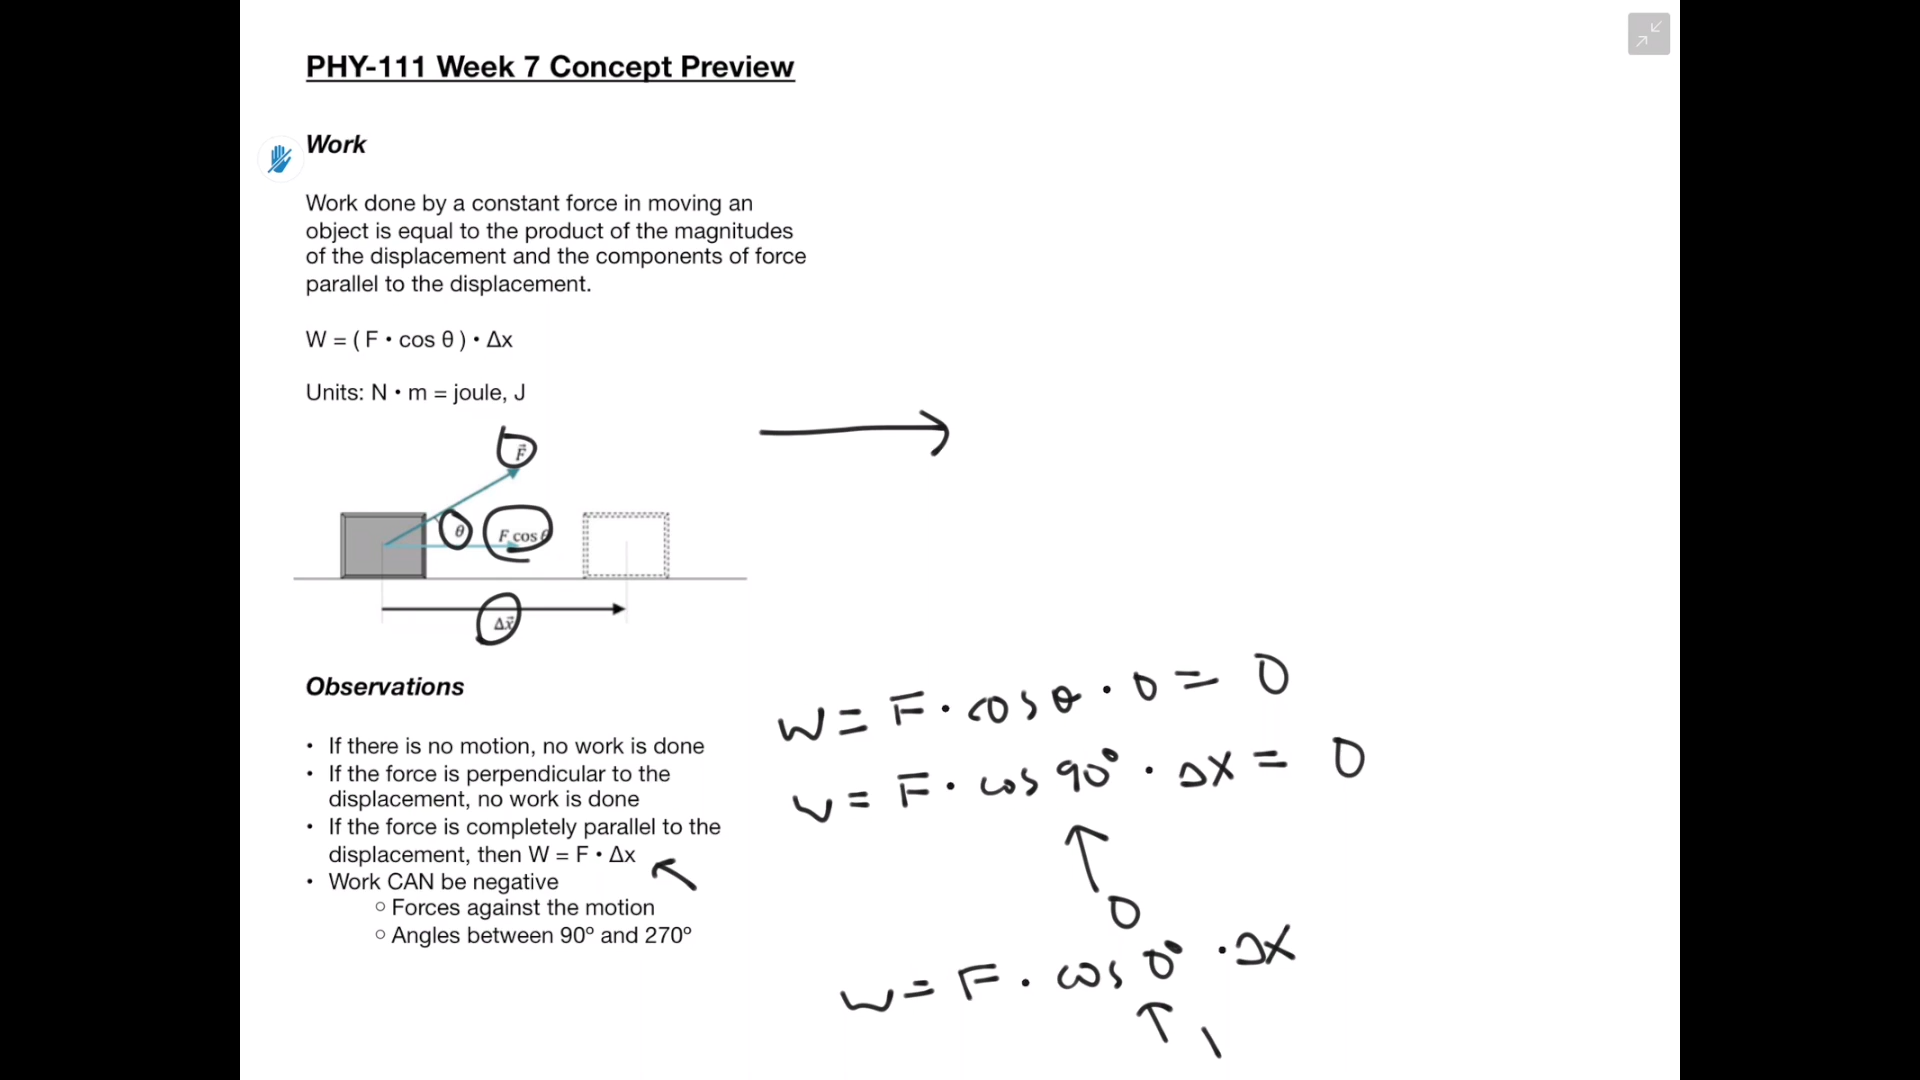 PHY-111 Week 7 Concept Preview
Work
Work done by a constant force in moving an
object is equal to the product of the magnitudes
of the displacement and the components of force
parallel to the displacement.
W = ( F • cos θ ) • Δx
Units: N • m = joule, J
F⃗
θ
F cos θ
Δx⃗
Observations
• If there is no motion, no work is done
• If the force is perpendicular to the
displacement, no work is done
• If the force is completely parallel to the
displacement, then W = F • Δx
• Work CAN be negative
○ Forces against the motion
○ Angles between 90º and 270º
W = F · cos θ · 0 = 0
W = F · cos 90° · Δx = 0
0
W = F · cos 0° · Δx
1